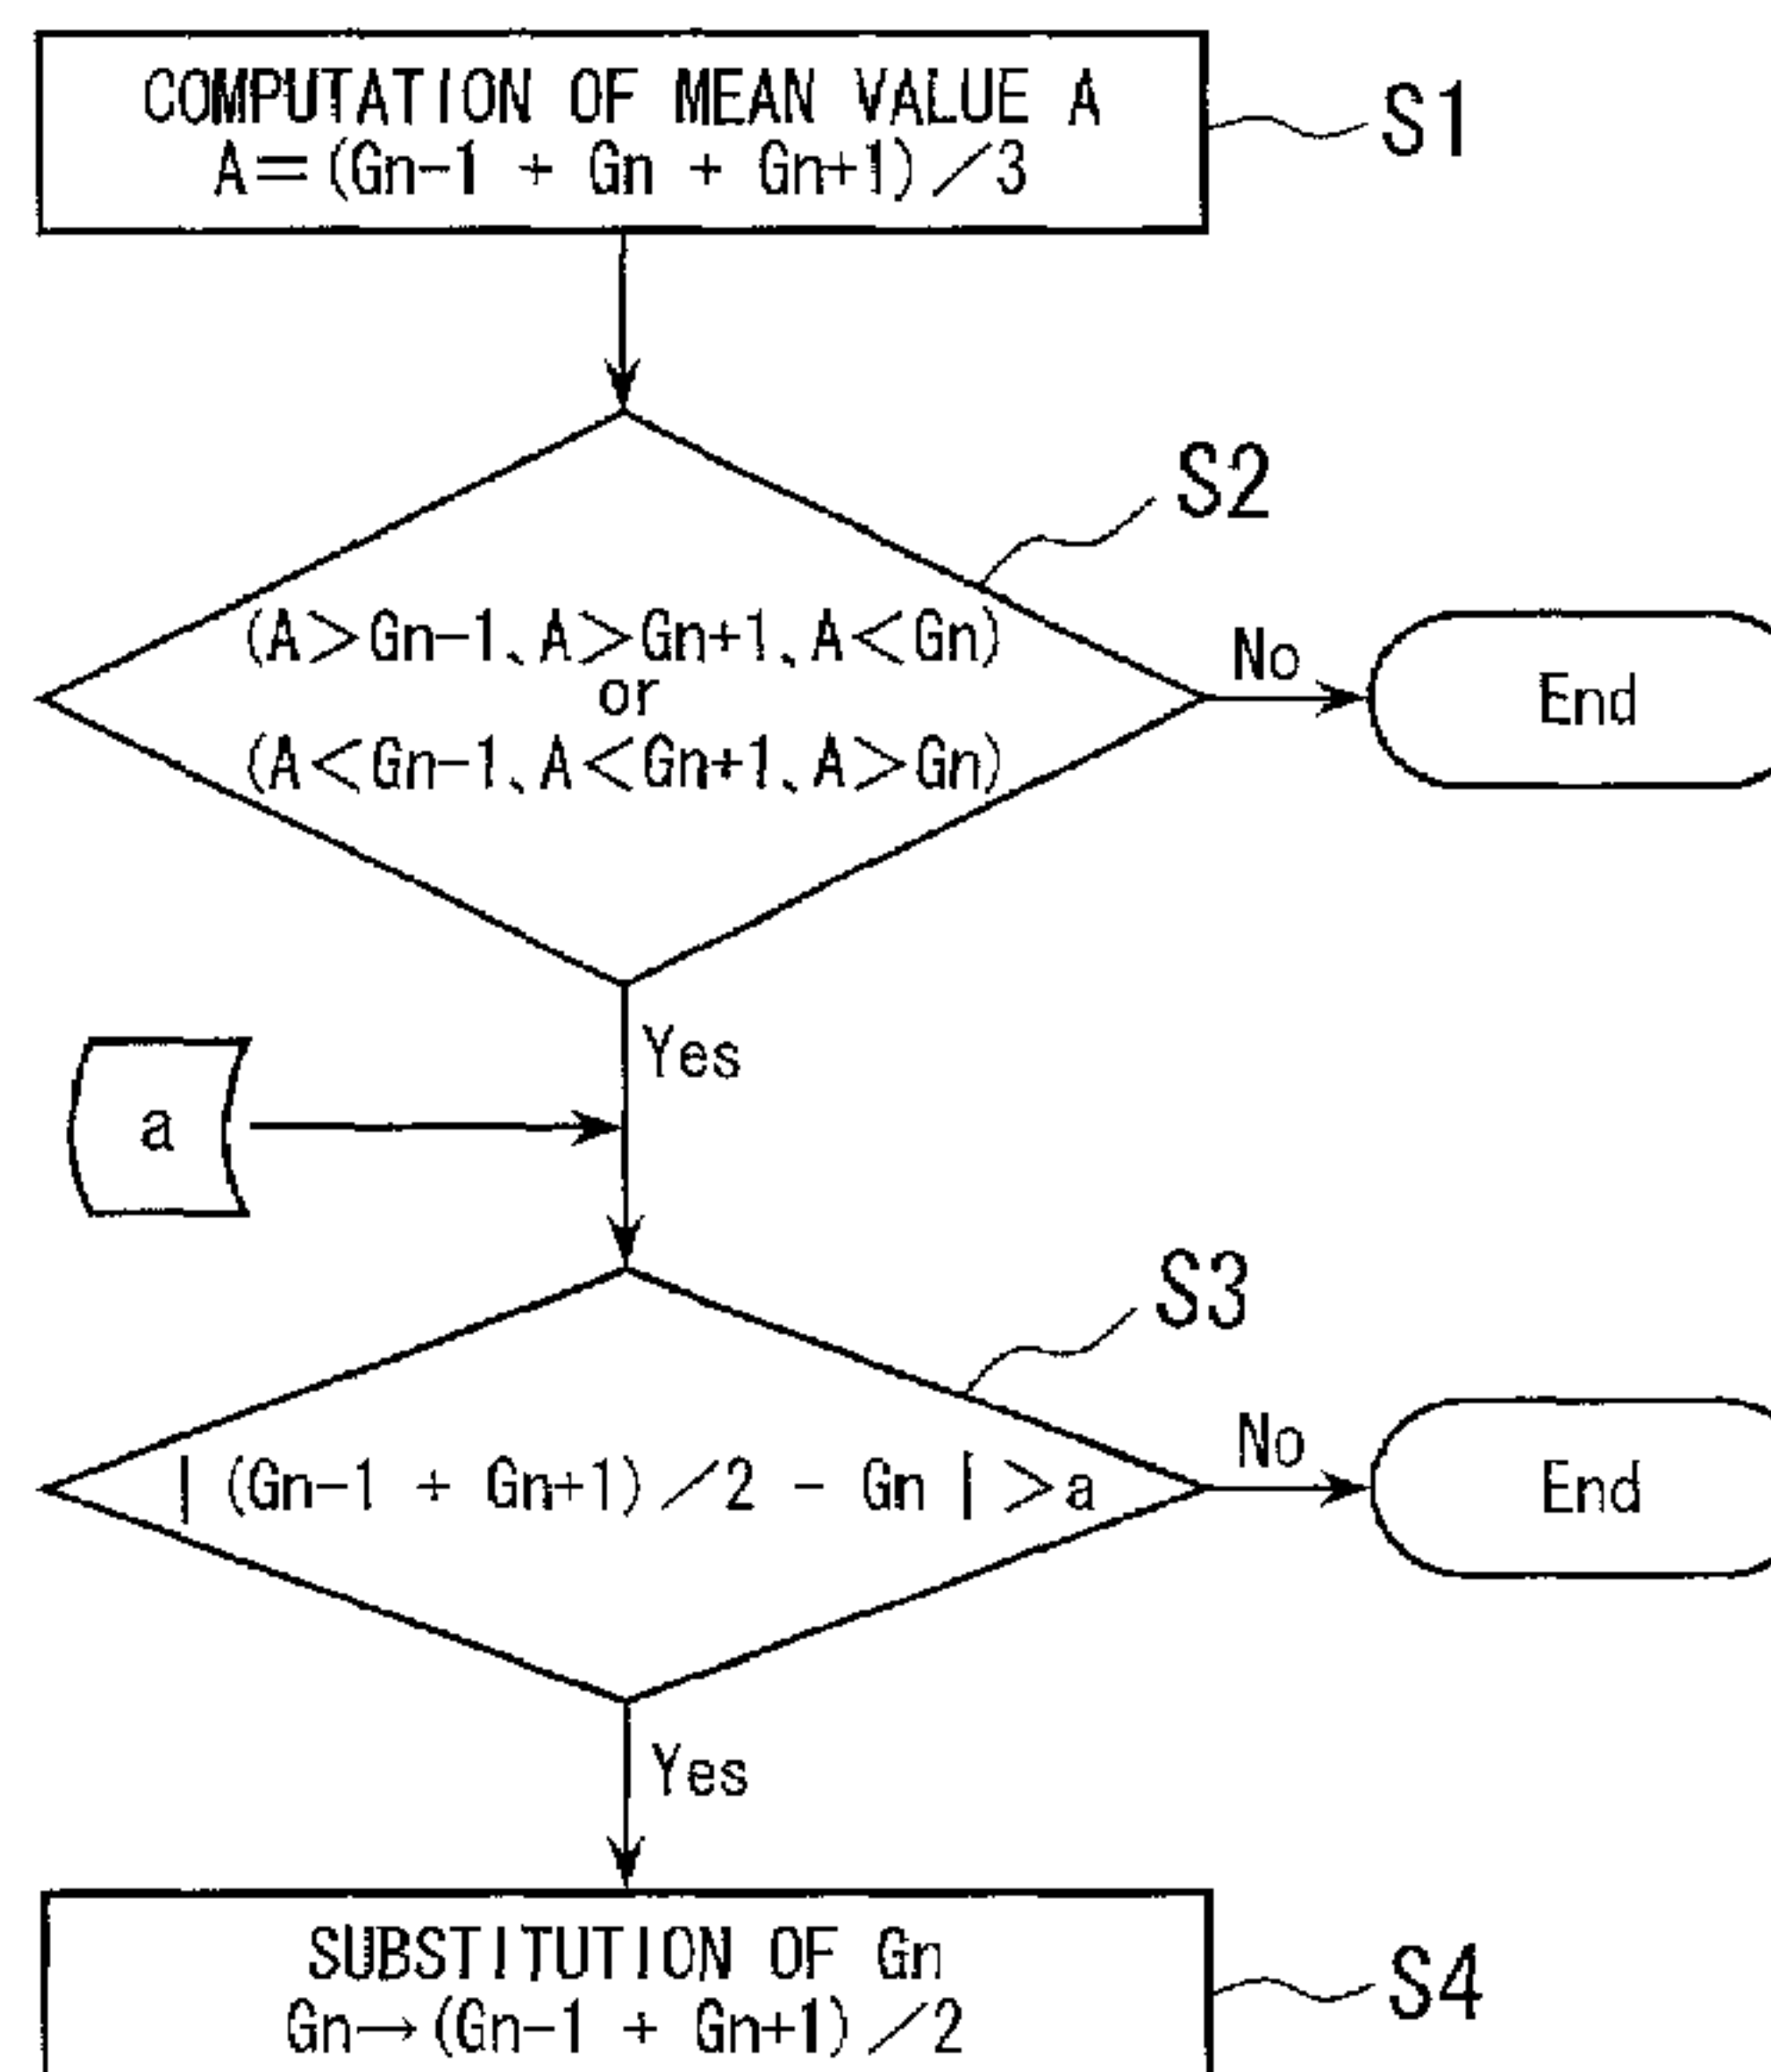 COMPUTATION OF MEAN VALUE A
A=(Gn-1 + Gn + Gn+1)/3
S1
S2
(A>Gn-1、A>Gn+1、A<Gn)
or
(A<Gn-1、A<Gn+1、A>Gn)
No
End
Yes
a
S3
| (Gn-1 + Gn+1)/2 - Gn |>a
No
End
Yes
SUBSTITUTION OF Gn
Gn→(Gn-1 + Gn+1)/2
S4